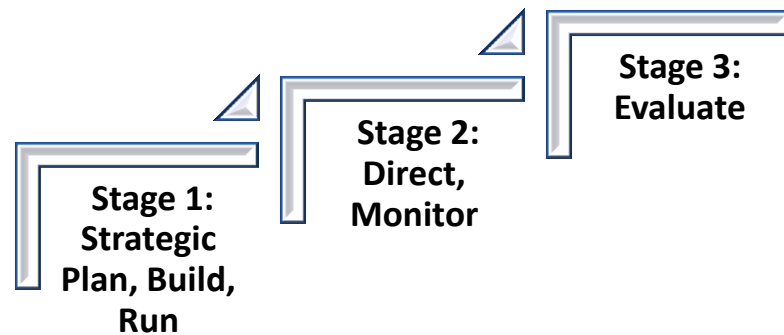 Stage 1:
Strategic
Plan, Build,
Run
Stage 2:
Direct,
Monitor
Stage 3:
Evaluate